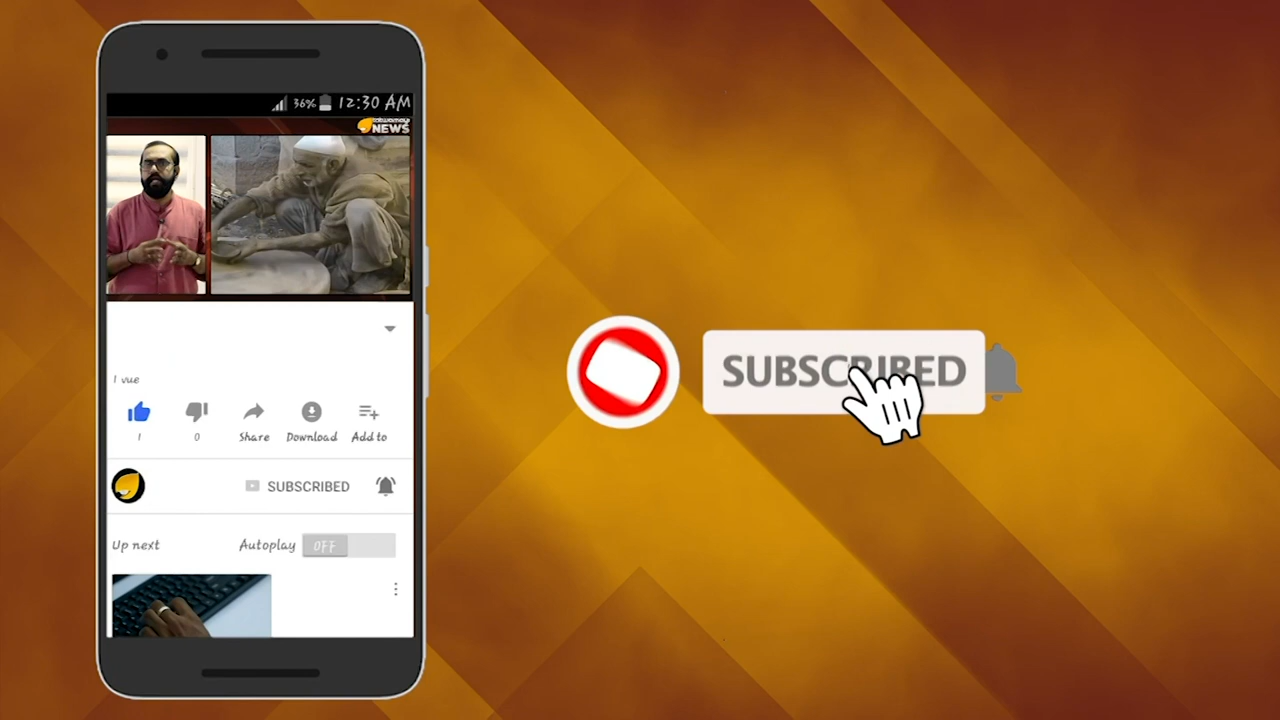 36% 12:30 AM
NEWS
1 vue
1 0 Share Download Add to
SUBSCRIBED
Up next Autoplay OFF
SUBSCRIBED